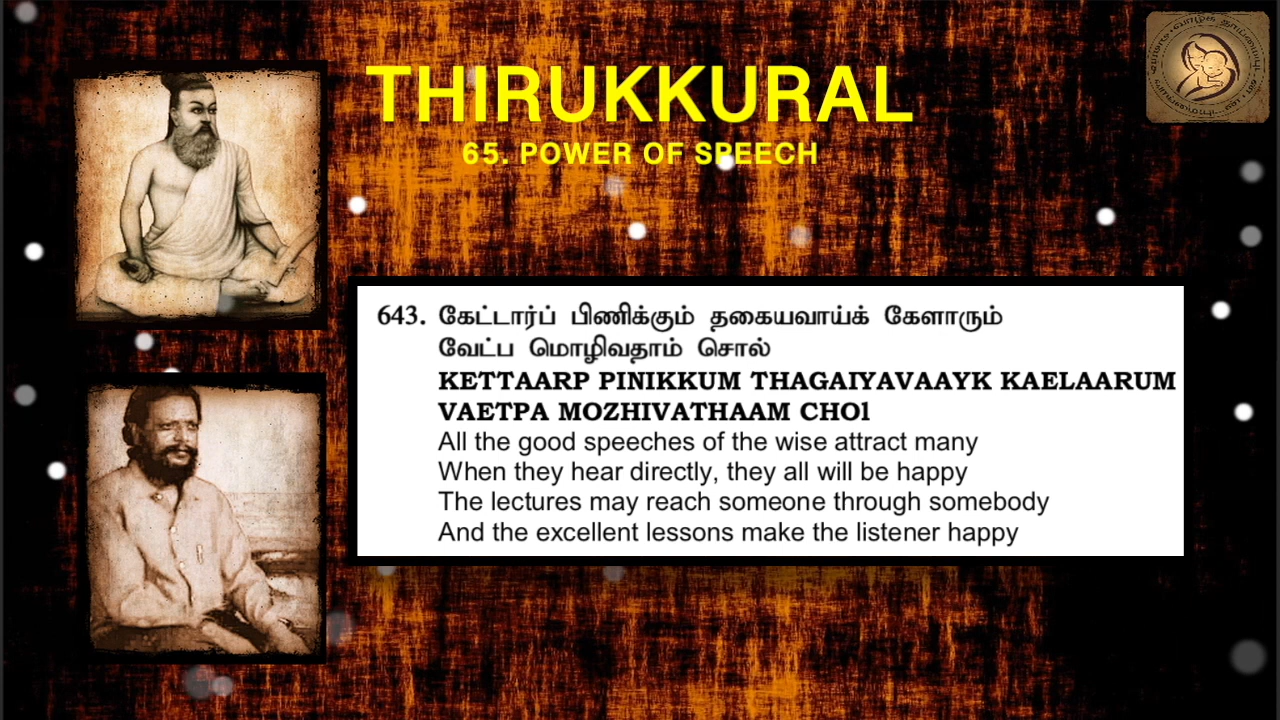 THIRUKKURAL
65. POWER OF SPEECH
643. கேட்டார்ப் பிணிக்கும் தகையவாய்க் கேளாரும்
வேட்ப மொழிவதாம் சொல்
KETTAARP PINIKKUM THAGAIYAVAAYK KAELAARUM
VAETPA MOZHIVATHAAM CHOl
All the good speeches of the wise attract many
When they hear directly, they all will be happy
The lectures may reach someone through somebody
And the excellent lessons make the listener happy